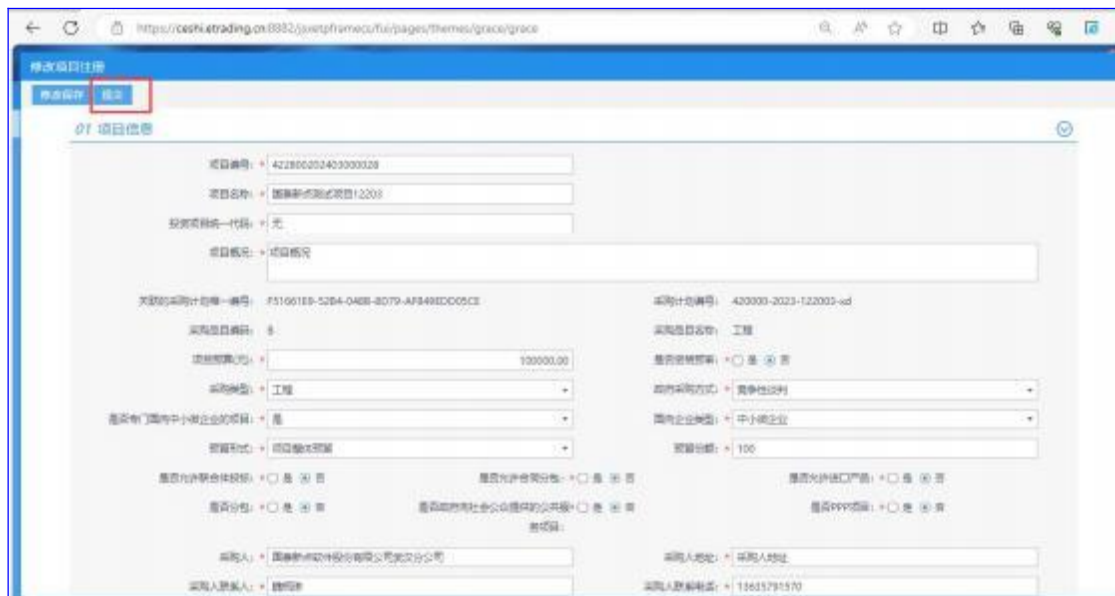 https://ceshi.etrading.cn:8882/jsxetpframecs/fui/pages/themes/grace/grace
修改项目注册
修改保存 提交
01 项目信息
项目编号: * 422800202403000028
项目名称: * 国泰新点测试项目12203
投资项目统一代码: * 无
项目概况: * 项目概况
关联的采购计划唯一编号:
采购计划编号: 420000-2023-122003-xd
采购品目编码: B
采购品目名称: 工程
项目预算(元): * 100000.00
是否资格预审: * 是 否
采购类型: * 工程
政府采购方式: * 竞争性谈判
是否专门面向中小微企业的项目: * 是
面向企业类型: * 中小微企业
预留形式: * 项目整体预留
预留份额: * 100
是否允许联合体投标: * 是 否
是否允许合同分包: * 是 否
是否允许进口产品: * 是 否
是否分包: * 是 否
是否政府向社会公众提供的公共服务项目: * 是 否
是否PPP项目: * 是 否
采购人: * 国泰新点软件股份有限公司武汉分公司
采购人地址: * 采购人地址
采购人联系人: *
采购人联系电话: *